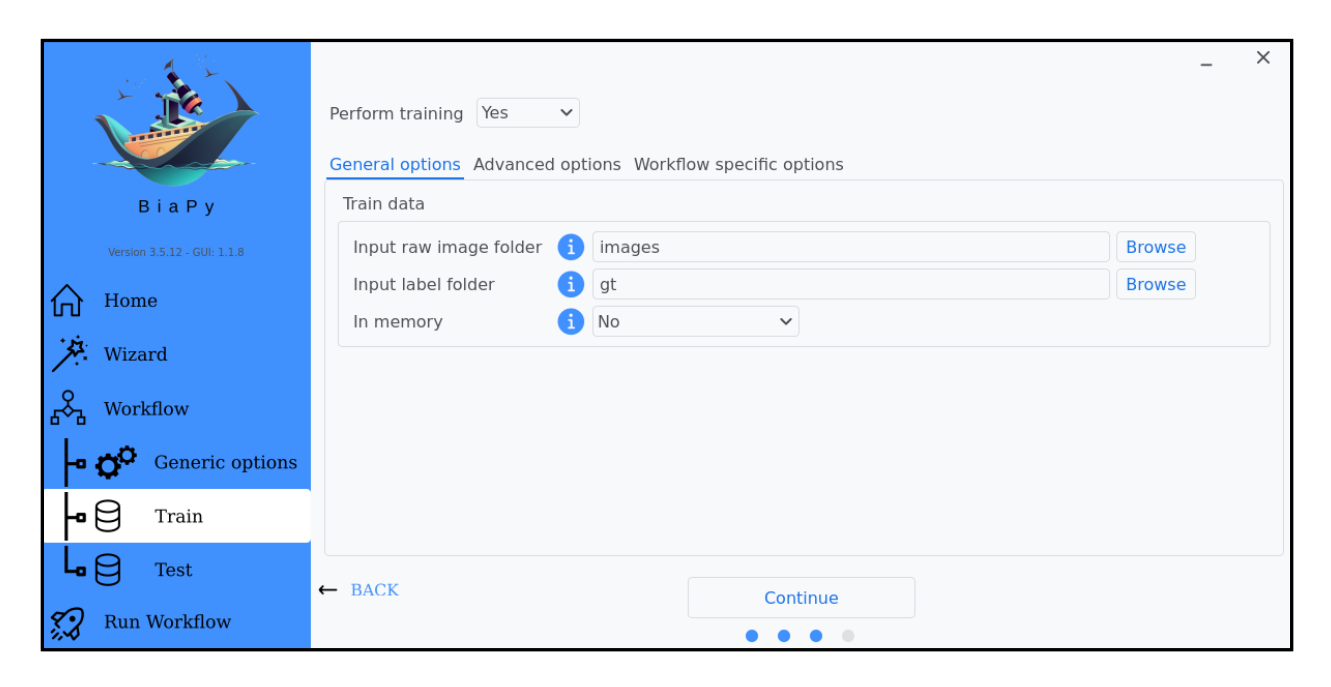 BiaPy
Version 3.5.12 - GUI: 1.1.8
Home
Wizard
Workflow
Generic options
Train
Test
Run Workflow
Perform training Yes
General options Advanced options Workflow specific options
Train data
Input raw image folder i images Browse
Input label folder i gt Browse
In memory i No
← BACK
Continue